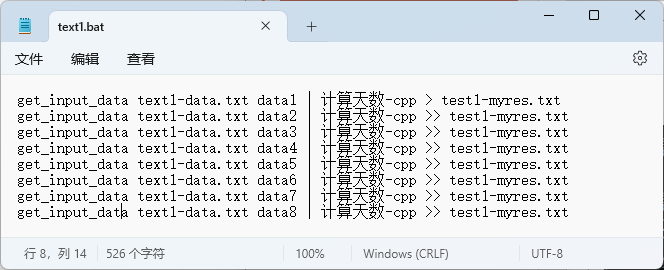 text1.bat
文件 编辑 查看
get_input_data text1-data.txt data1 | 计算天数-cpp > test1-myres.txt
get_input_data text1-data.txt data2 | 计算天数-cpp >> test1-myres.txt
get_input_data text1-data.txt data3 | 计算天数-cpp >> test1-myres.txt
get_input_data text1-data.txt data4 | 计算天数-cpp >> test1-myres.txt
get_input_data text1-data.txt data5 | 计算天数-cpp >> test1-myres.txt
get_input_data text1-data.txt data6 | 计算天数-cpp >> test1-myres.txt
get_input_data text1-data.txt data7 | 计算天数-cpp >> test1-myres.txt
get_input_data text1-data.txt data8 | 计算天数-cpp >> test1-myres.txt
行 8，列 14 526 个字符 100% Windows (CRLF) UTF-8